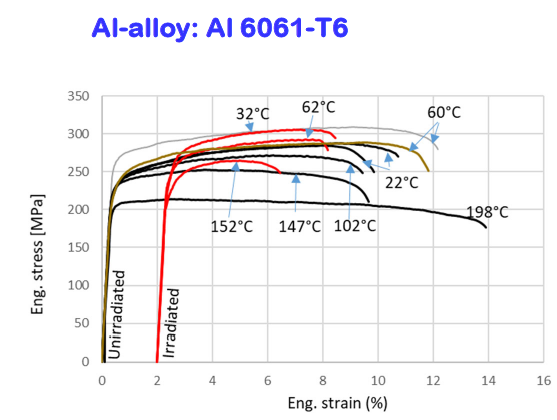 Al-alloy: Al 6061-T6
350
300
250
200
150
100
50
0
Eng. stress [MPa]
32°C
62°C
60°C
22°C
152°C
147°C
102°C
198°C
Unirradiated
Irradiated
0 2 4 6 8 10 12 14 16
Eng. strain (%)